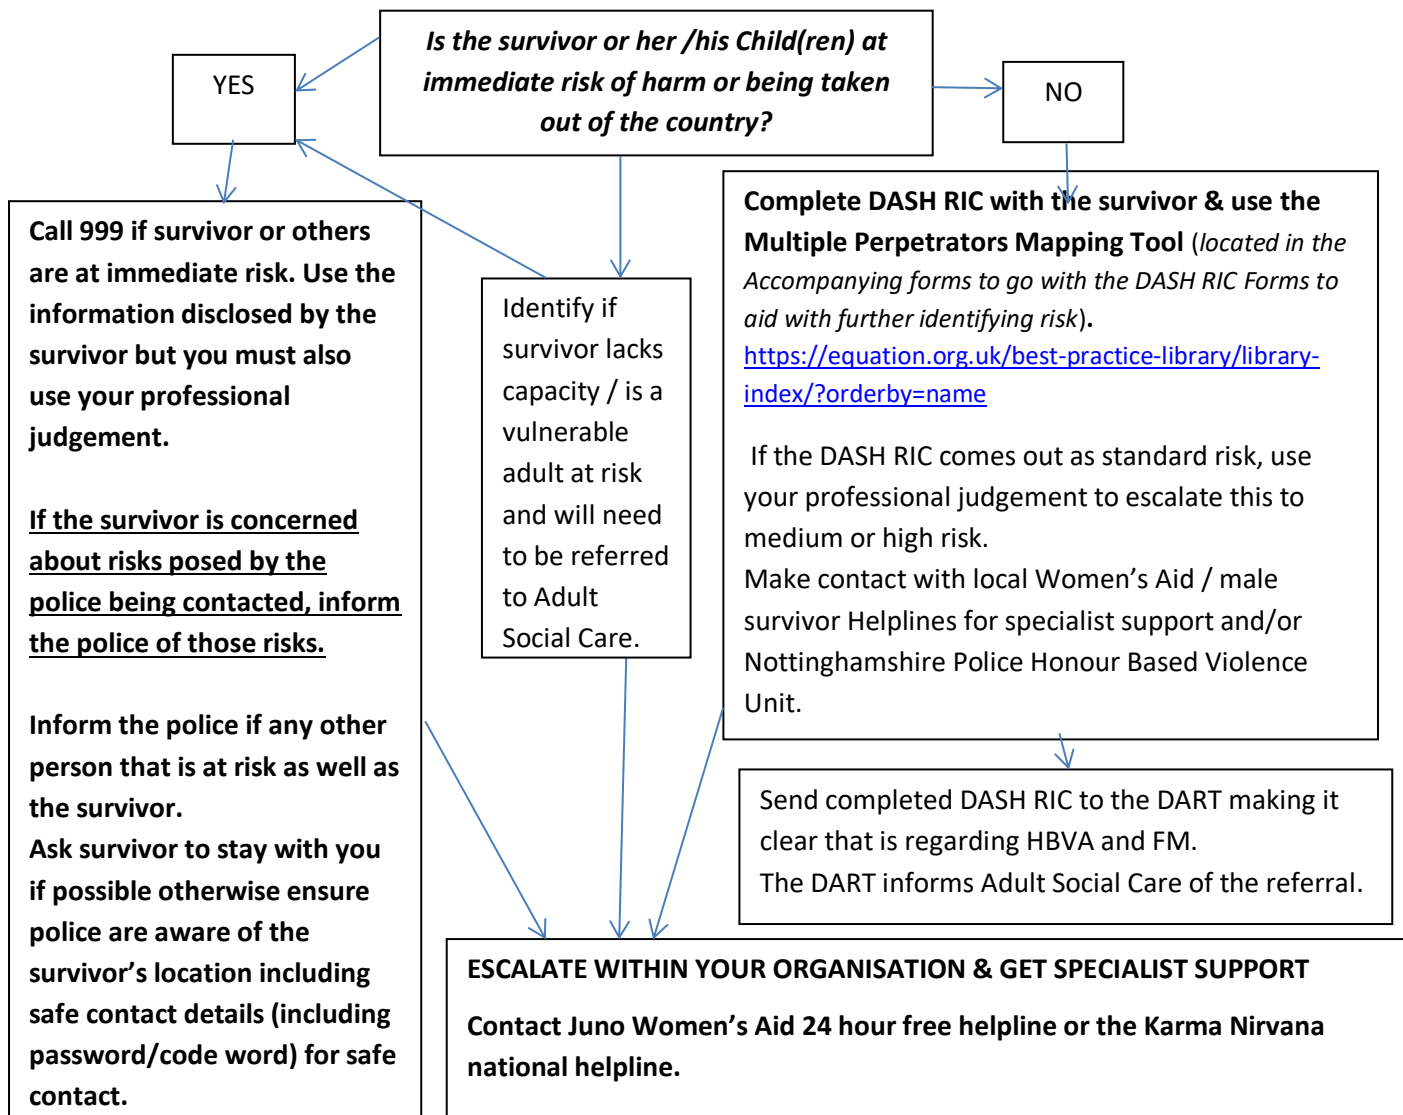 Is the survivor or her /his Child(ren) at
immediate risk of harm or being taken
out of the country?
YES
NO
Call 999 if survivor or others
are at immediate risk. Use the
information disclosed by the
survivor but you must also
use your professional
judgement.
If the survivor is concerned
about risks posed by the
police being contacted, inform
the police of those risks.
Inform the police if any other
person that is at risk as well as
the survivor.
Ask survivor to stay with you
if possible otherwise ensure
police are aware of the
survivor’s location including
safe contact details (including
password/code word) for safe
contact.
Identify if
survivor lacks
capacity / is a
vulnerable
adult at risk
and will need
to be referred
to Adult
Social Care.
Complete DASH RIC with the survivor & use the
Multiple Perpetrators Mapping Tool (located in the
Accompanying forms to go with the DASH RIC Forms to
aid with further identifying risk).
https://equation.org.uk/best-practice-library/library-
index/?orderby=name
If the DASH RIC comes out as standard risk, use
your professional judgement to escalate this to
medium or high risk.
Make contact with local Women’s Aid / male
survivor Helplines for specialist support and/or
Nottinghamshire Police Honour Based Violence
Unit.
Send completed DASH RIC to the DART making it
clear that is regarding HBVA and FM.
The DART informs Adult Social Care of the referral.
ESCALATE WITHIN YOUR ORGANISATION & GET SPECIALIST SUPPORT
Contact Juno Women’s Aid 24 hour free helpline or the Karma Nirvana
national helpline.